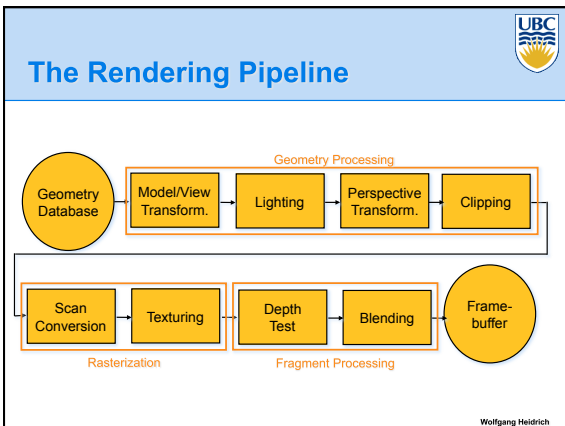 UBC
The Rendering Pipeline
Geometry Processing
Geometry
Database
Model/View
Transform.
Lighting
Perspective
Transform.
Clipping
Scan
Conversion
Texturing
Depth
Test
Blending
Frame-
buffer
Rasterization
Fragment Processing
Wolfgang Heidrich